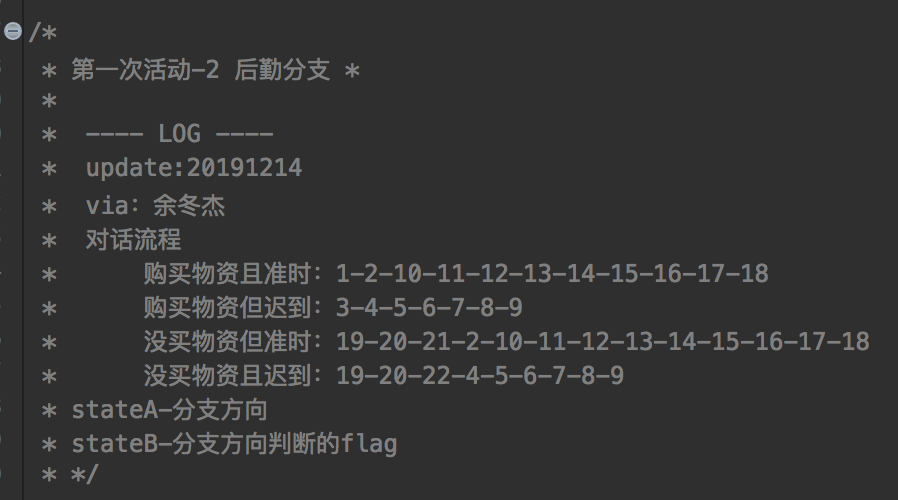 /*
* 第一次活动-2 后勤分支 *
*
* ---- LOG ----
* update:20191214
* via: 余冬杰
* 对话流程
* 购买物资且准时: 1-2-10-11-12-13-14-15-16-17-18
* 购买物资但迟到: 3-4-5-6-7-8-9
* 没买物资但准时: 19-20-21-2-10-11-12-13-14-15-16-17-18
* 没买物资且迟到: 19-20-22-4-5-6-7-8-9
* stateA-分支方向
* stateB-分支方向判断的flag
* */